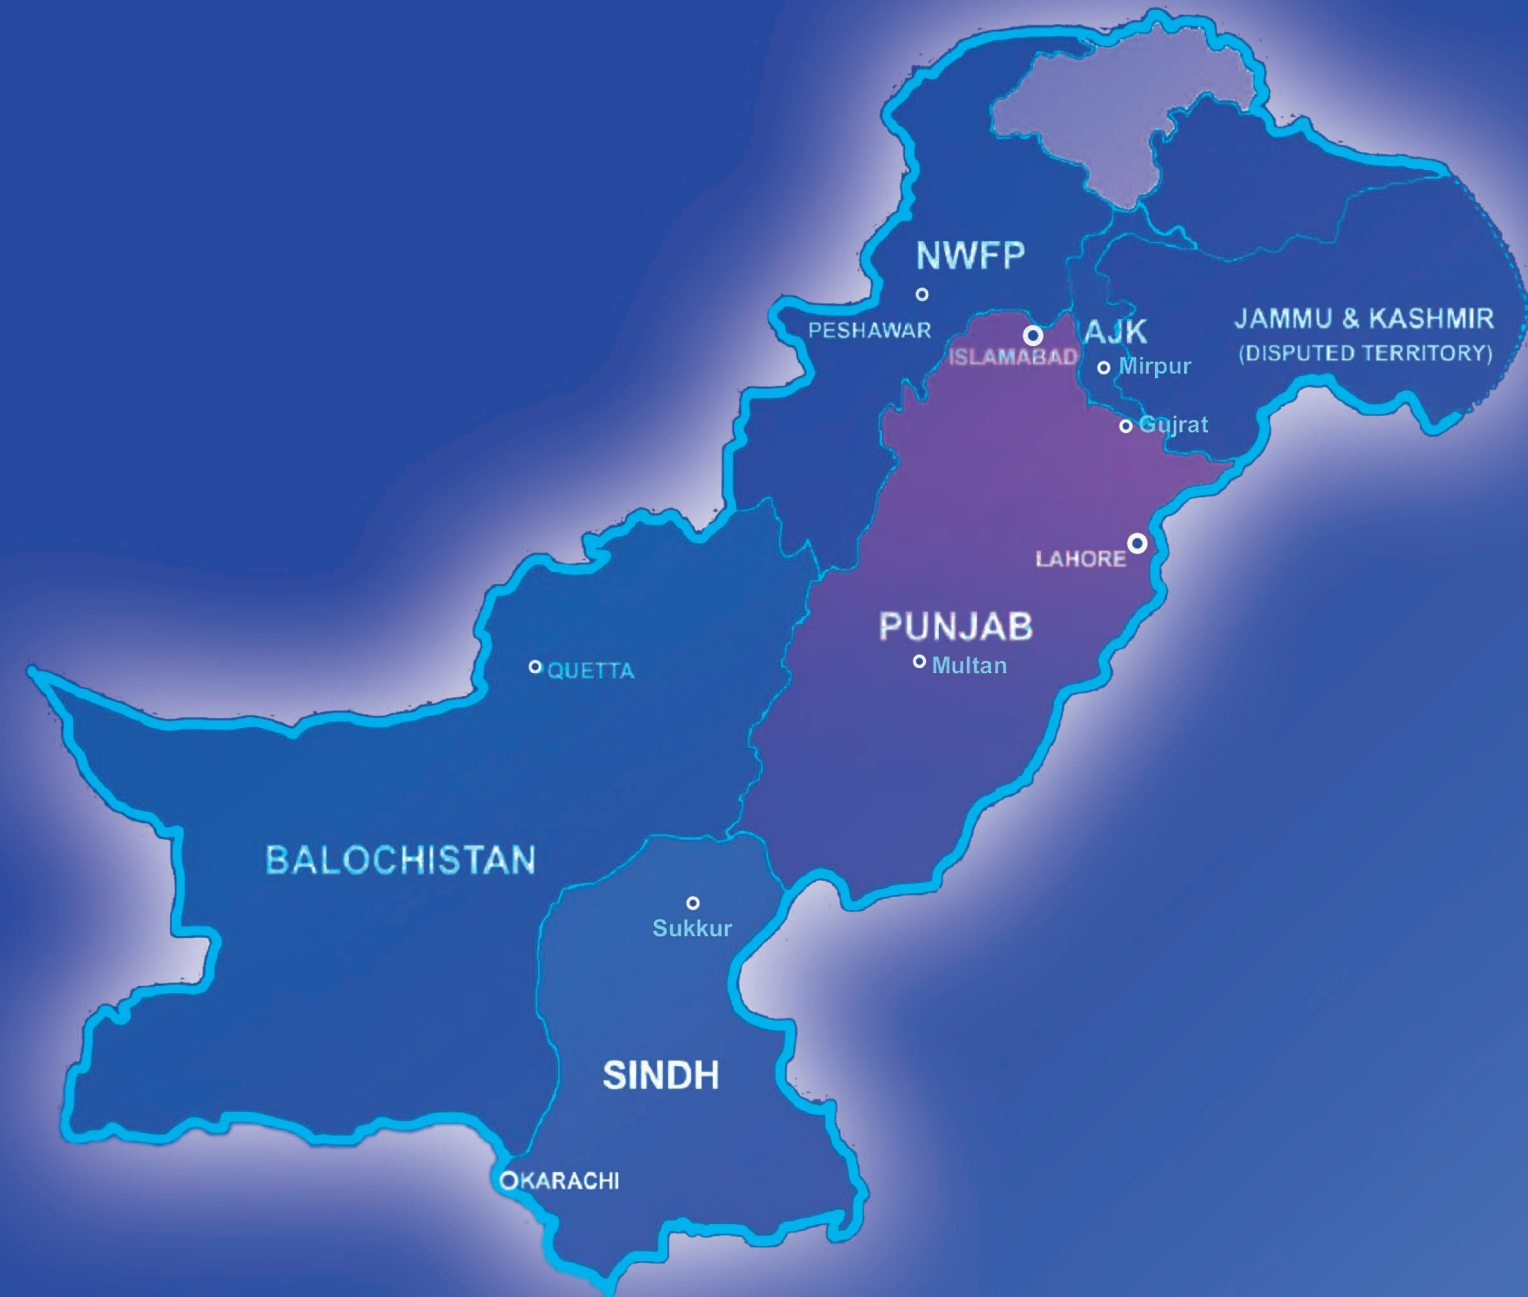 NWFP
PESHAWAR
ISLAMABAD
AJK
Mirpur
JAMMU & KASHMIR
(DISPUTED TERRITORY)
Gujrat
LAHORE
PUNJAB
Multan
QUETTA
BALOCHISTAN
Sukkur
SINDH
KARACHI